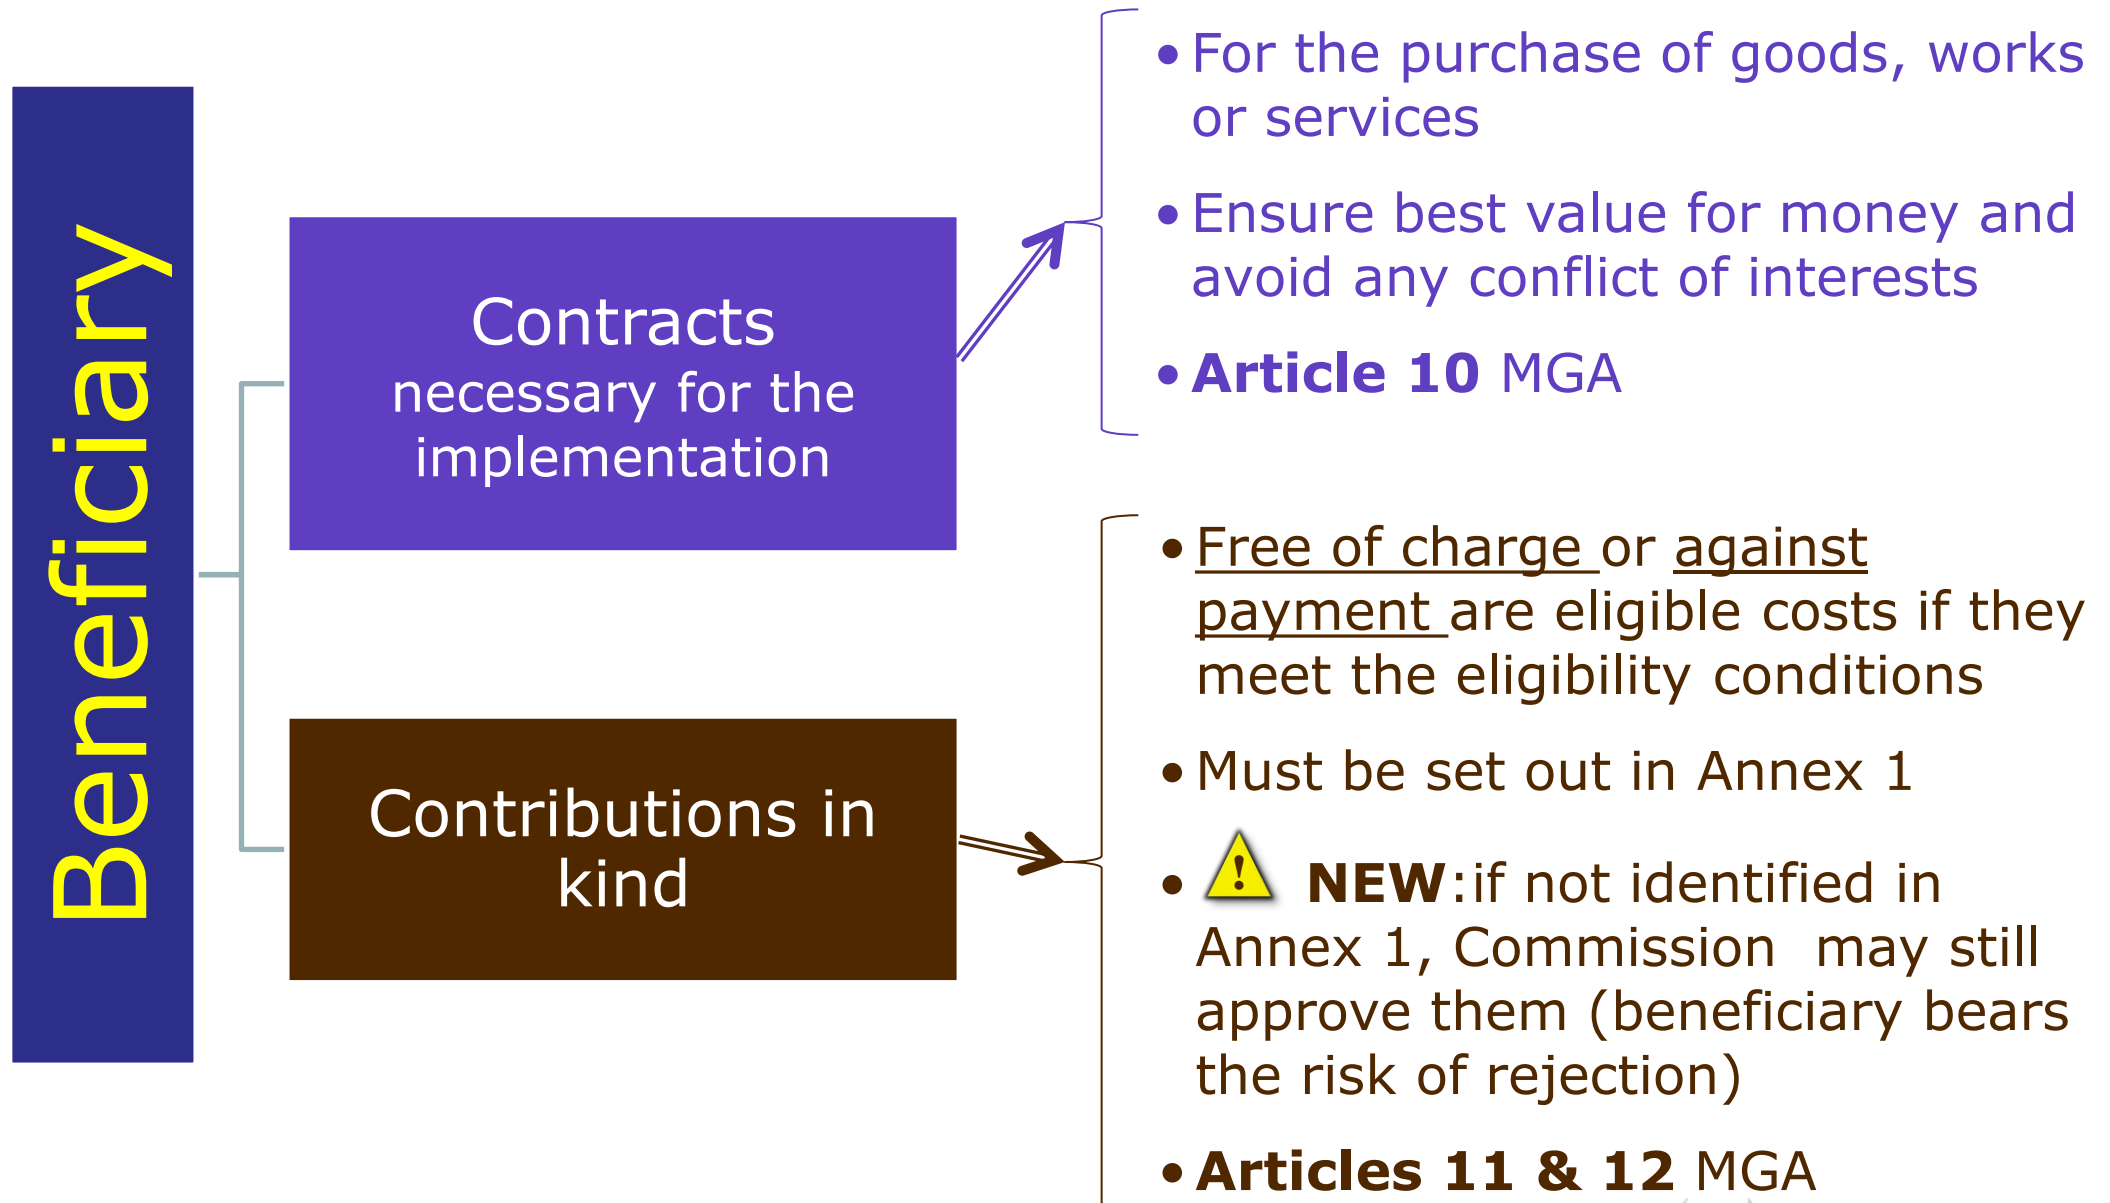 Beneficiary
Contracts
necessary for the
implementation
• For the purchase of goods, works
or services
• Ensure best value for money and
avoid any conflict of interests
• Article 10 MGA
Contributions in
kind
• Free of charge or against
payment are eligible costs if they
meet the eligibility conditions
• Must be set out in Annex 1
• ! NEW:if not identified in
Annex 1, Commission may still
approve them (beneficiary bears
the risk of rejection)
• Articles 11 & 12 MGA